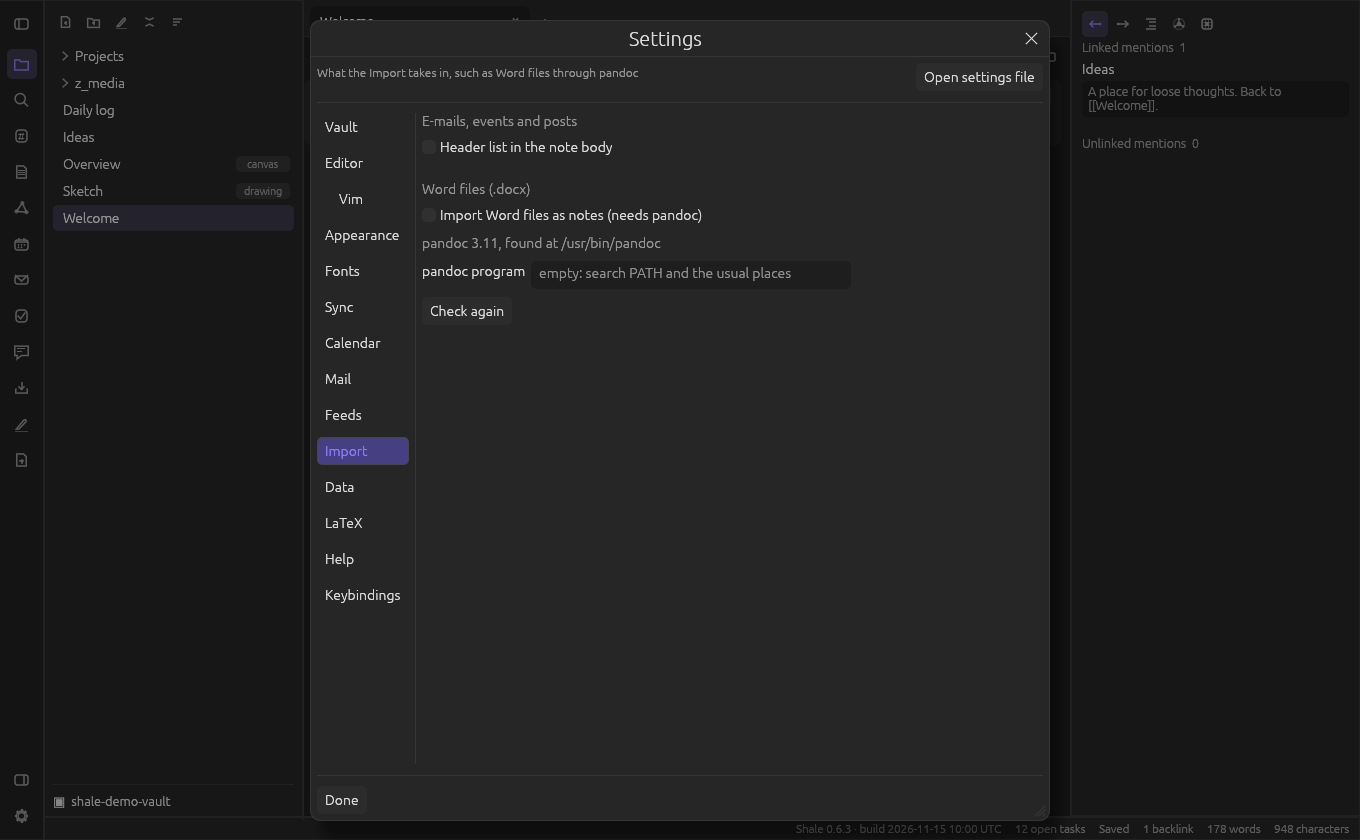 Welcome
Settings
What the Import takes in, such as Word files through pandoc
Open settings file
Projects
z_media
Daily log
Ideas
Overview
canvas
Sketch
drawing
Welcome
shale-demo-vault
Vault
Editor
Vim
Appearance
Fonts
Sync
Calendar
Mail
Feeds
Import
Data
LaTeX
Help
Keybindings
E-mails, events and posts
Header list in the note body
Word files (.docx)
Import Word files as notes (needs pandoc)
pandoc 3.11, found at /usr/bin/pandoc
pandoc program
empty: search PATH and the usual places
Check again
Done
Linked mentions 1
Ideas
A place for loose thoughts. Back to
[[Welcome]].
Unlinked mentions 0
Shale 0.6.3 · build 2026-11-15 10:00 UTC
12 open tasks
Saved
1 backlink
178 words
948 characters